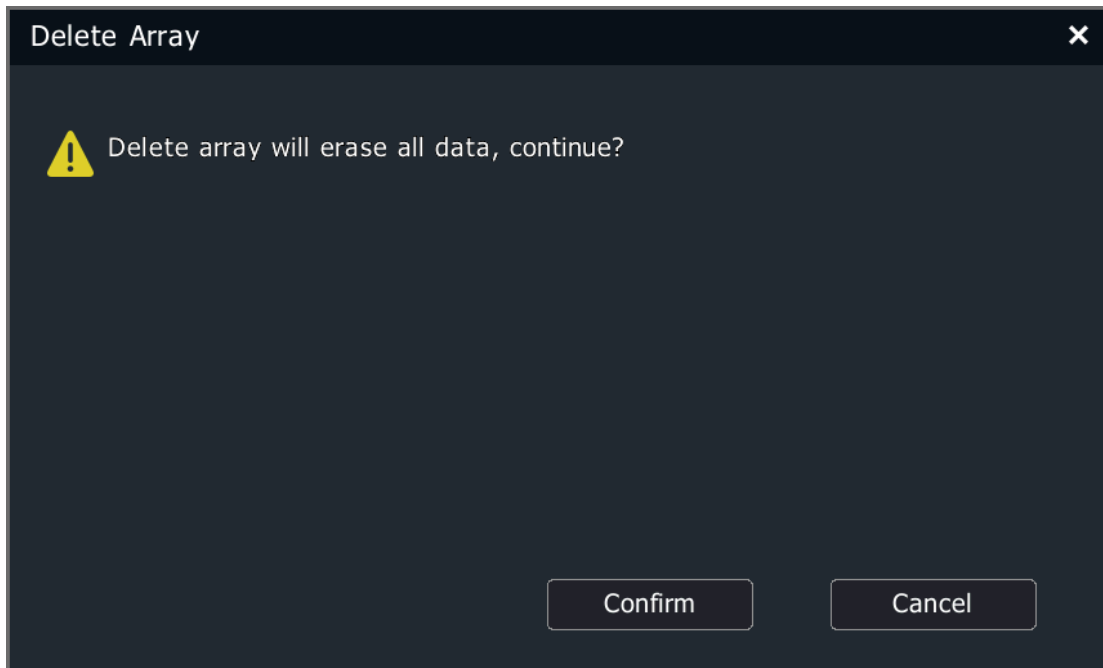 Delete Array
Delete array will erase all data, continue?
Confirm
Cancel